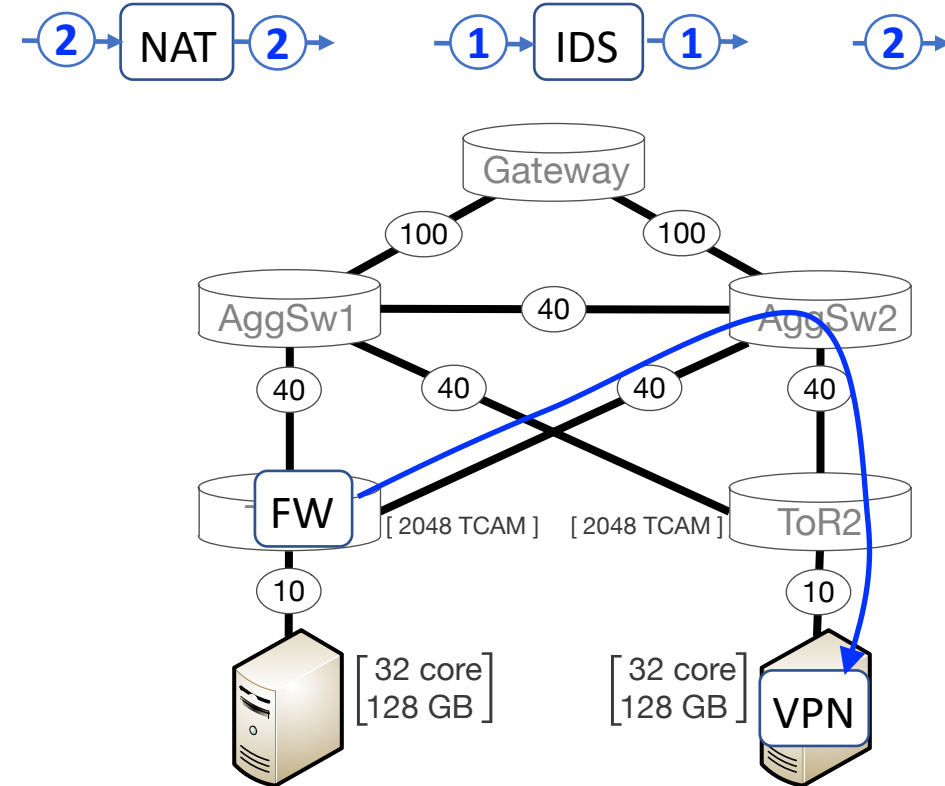 2 NAT 2 1 IDS 1 2
Gateway
100 100
AggSw1 40 AggSw2
40 40 40 40
FW [ 2048 TCAM ] [ 2048 TCAM ] ToR2
10 10
[ 32 core ] [ 32 core ]
[ 128 GB ] [ 128 GB ] VPN